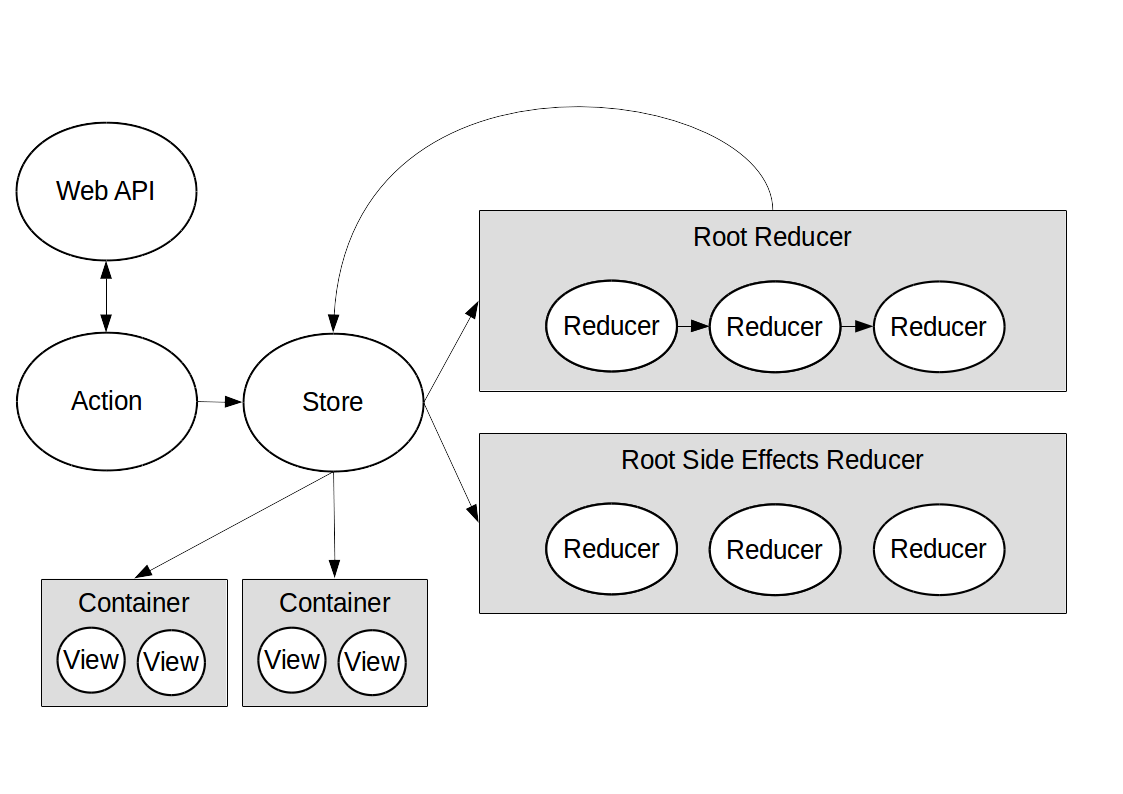 Web API
Root Reducer
Reducer
Reducer
Reducer
Action
Store
Root Side Effects Reducer
Reducer
Reducer
Reducer
Container
View
View
Container
View
View